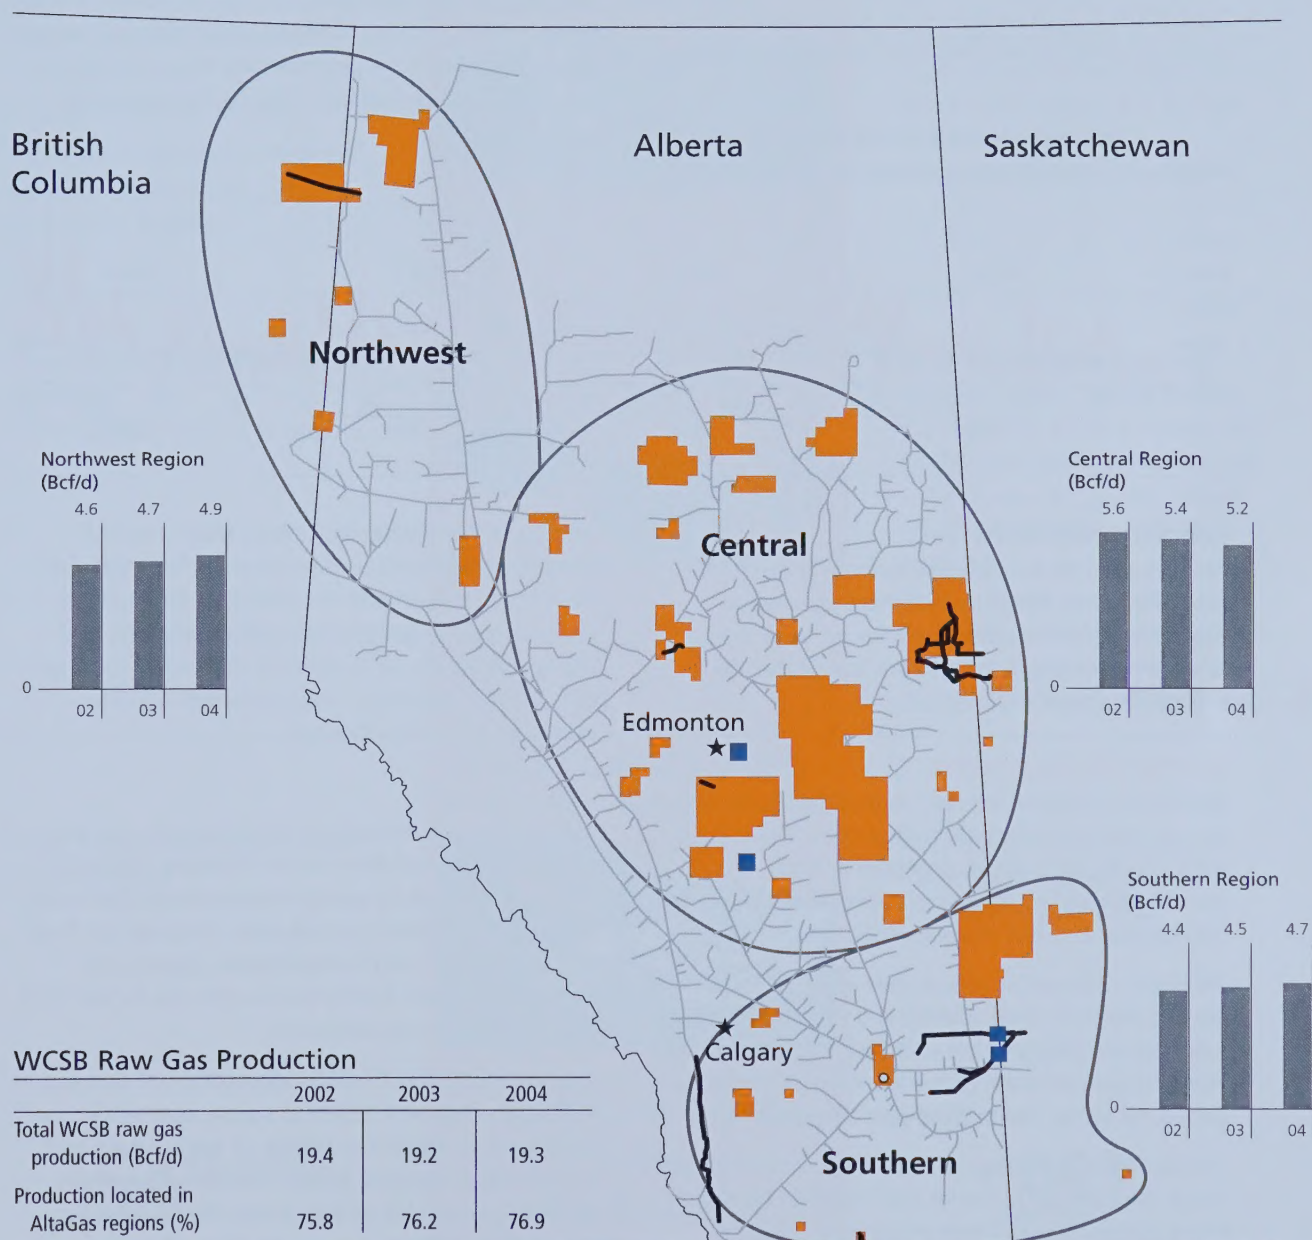 British
Columbia
Alberta
Saskatchewan
Northwest
Northwest Region
(Bcf/d)
4.6 4.7 4.9
0
02 03 04
Central
Central Region
(Bcf/d)
5.6 5.4 5.2
0
02 03 04
Edmonton
Southern Region
(Bcf/d)
4.4 4.5 4.7
0
02 03 04
Calgary
Southern
WCSB Raw Gas Production
2002 2003 2004
Total WCSB raw gas
production (Bcf/d) 19.4 19.2 19.3
Production located in
AltaGas regions (%) 75.8 76.2 76.9